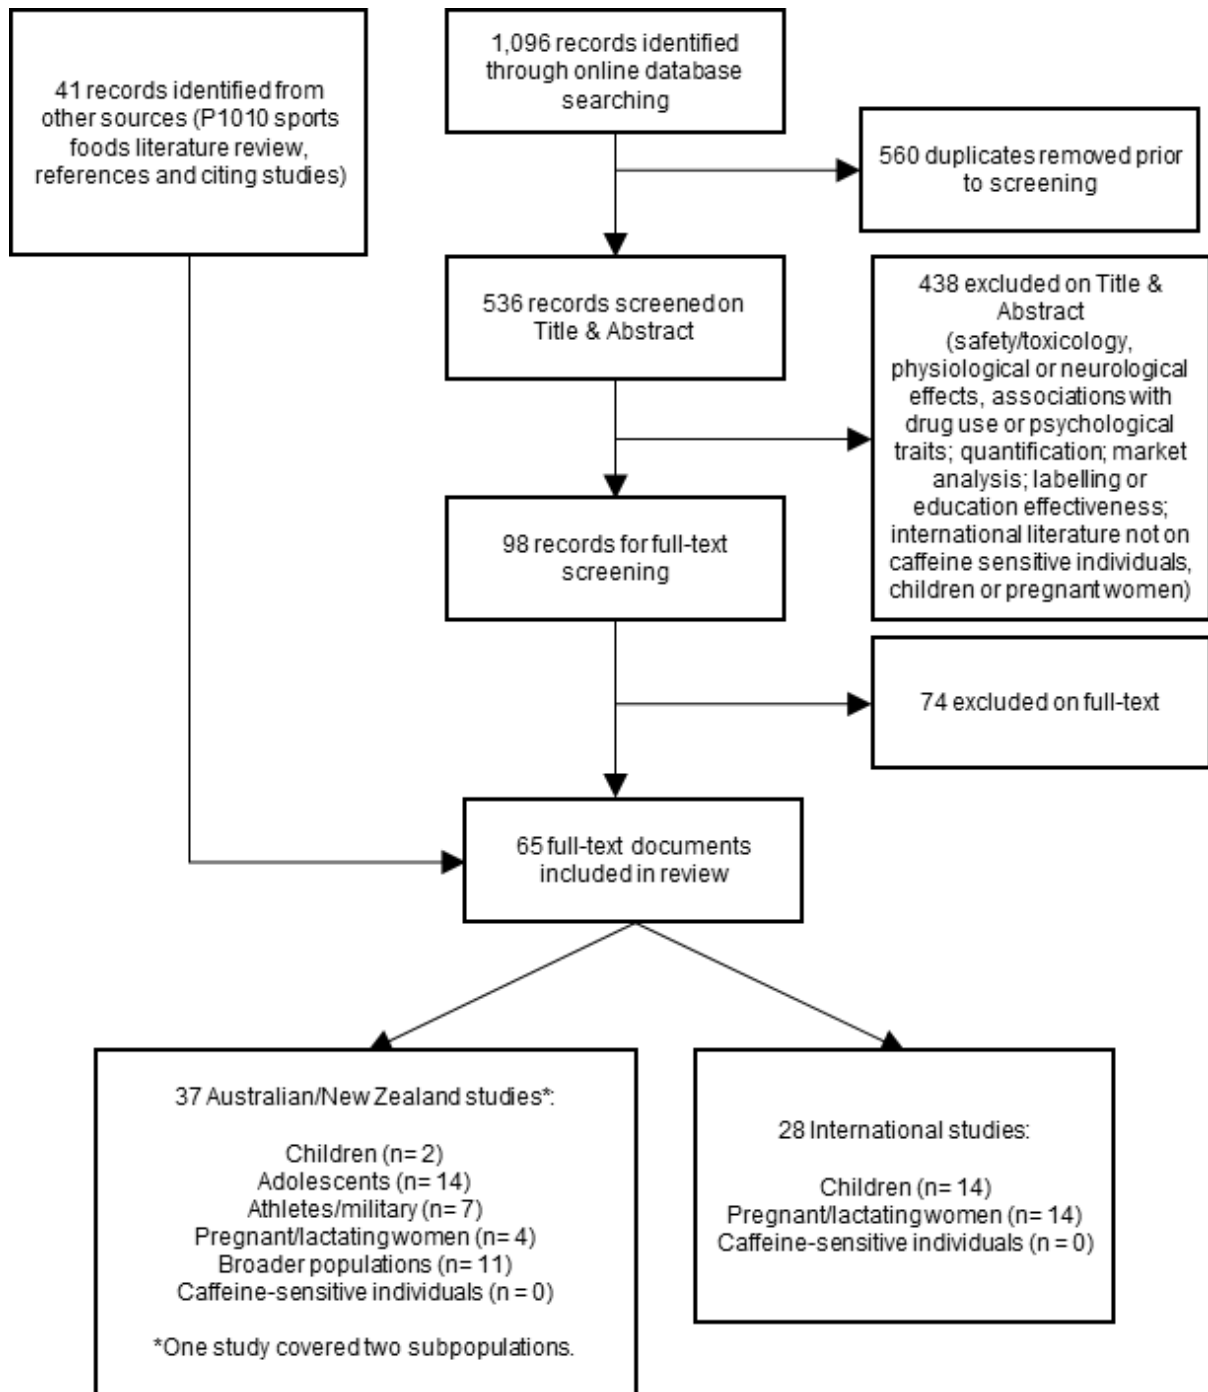 41 records identified from
other sources (P1010 sports
foods literature review,
references and citing studies)
1,096 records identified
through online database
searching
560 duplicates removed prior
to screening
536 records screened on
Title & Abstract
438 excluded on Title &
Abstract
(safety/toxicology,
physiological or neurological
effects, associations with
drug use or psychological
traits; quantification; market
analysis; labelling or
education effectiveness;
international literature not on
caffeine sensitive individuals,
children or pregnant women)
98 records for full-text
screening
74 excluded on full-text
65 full-text documents
included in review
37 Australian/New Zealand studies*:
Children (n= 2)
Adolescents (n= 14)
Athletes/military (n= 7)
Pregnant/lactating women (n= 4)
Broader populations (n= 11)
Caffeine-sensitive individuals (n = 0)
*One study covered two subpopulations.
28 International studies:
Children (n= 14)
Pregnant/lactating women (n= 14)
Caffeine-sensitive individuals (n = 0)